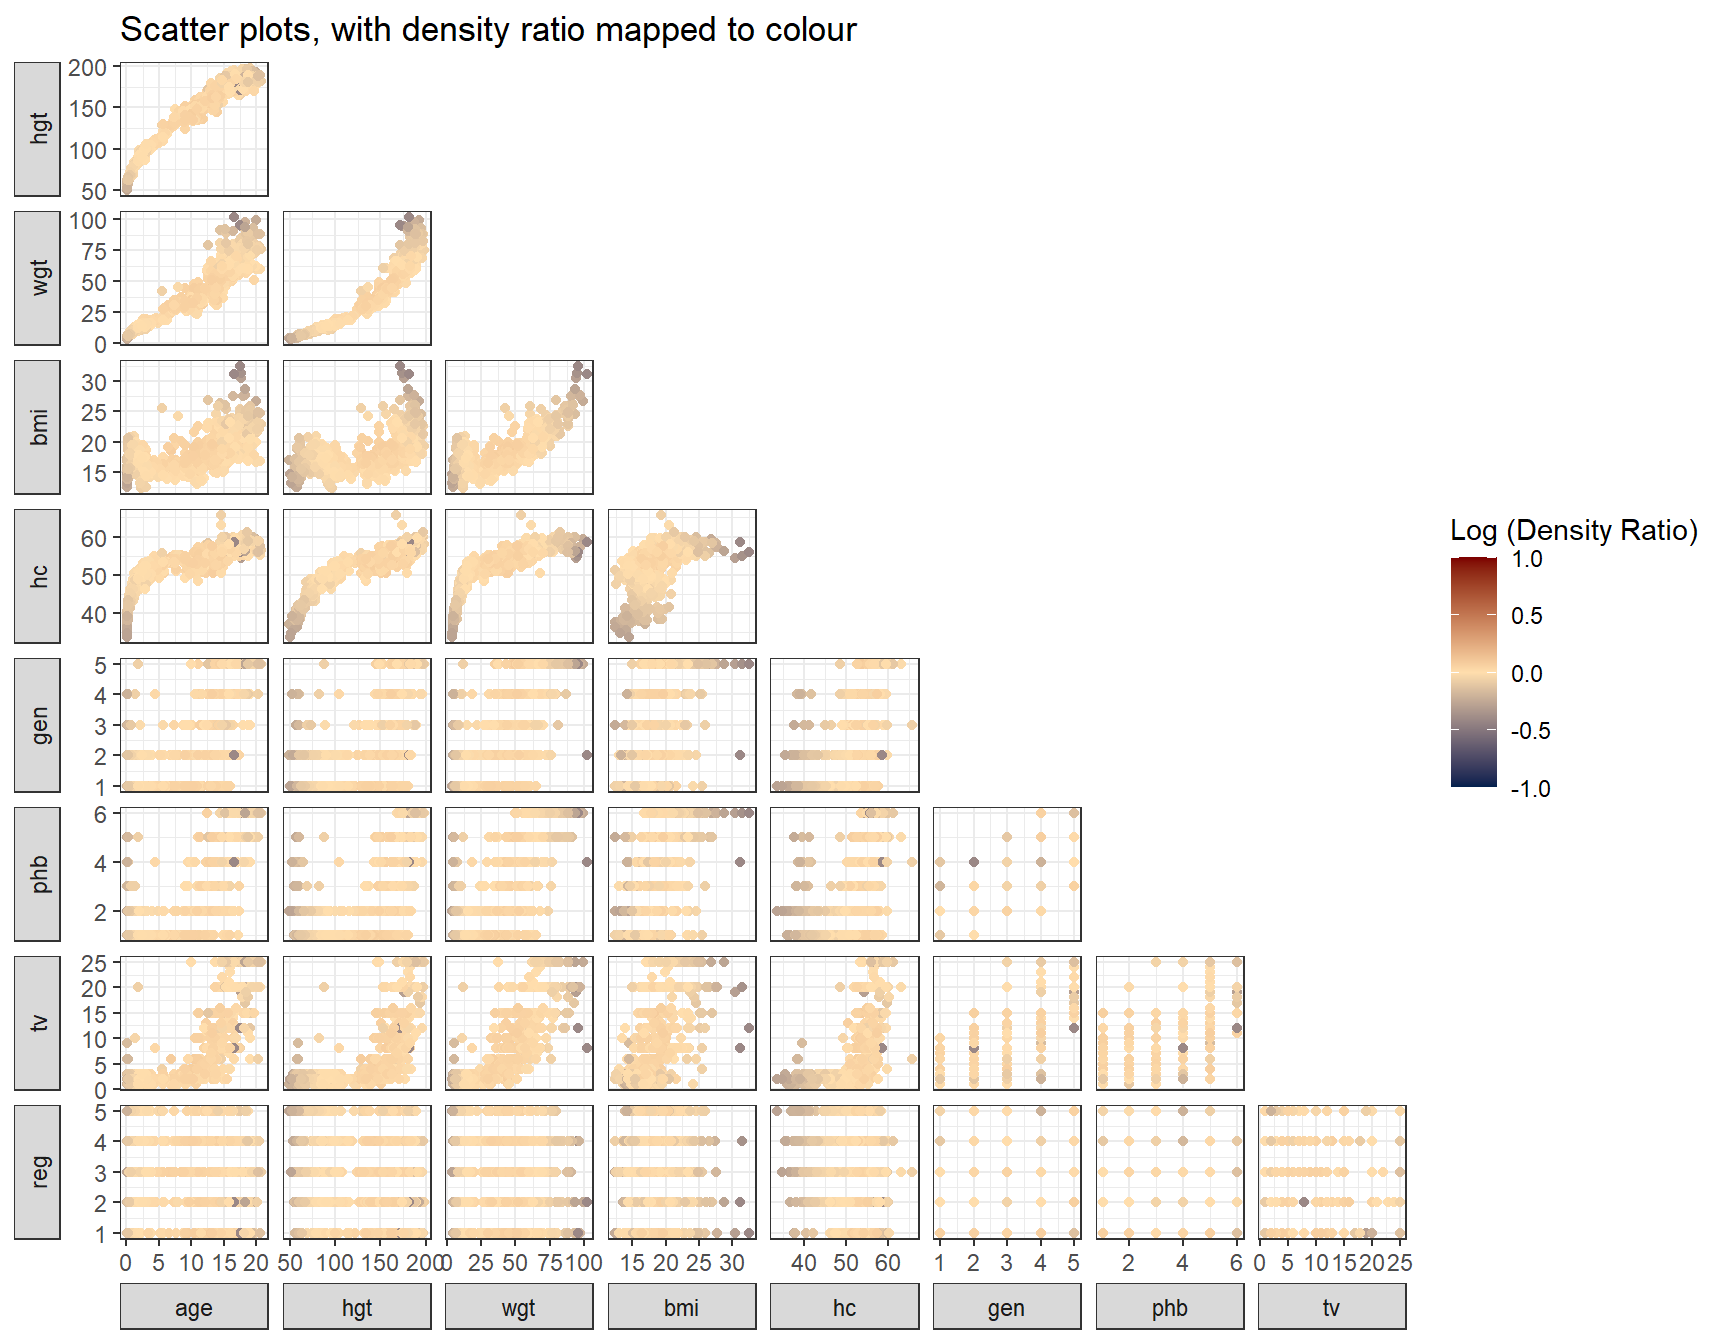 Scatter plots, with density ratio mapped to colour
hgt
200
150
100
50
wgt
100
75
50
25
0
bmi
30
25
20
15
hc
60
50
40
gen
5
4
3
2
1
phb
6
4
2
tv
25
20
15
10
5
0
reg
5
4
3
2
1
0 5 10 15 20
50 100 150 200
0 25 50 75 100
15 20 25 30
40 50 60
1 2 3 4 5
2 4 6
0 5 10 15 20 25
age hgt wgt bmi hc gen phb tv
Log (Density Ratio)
1.0
0.5
0.0
-0.5
-1.0